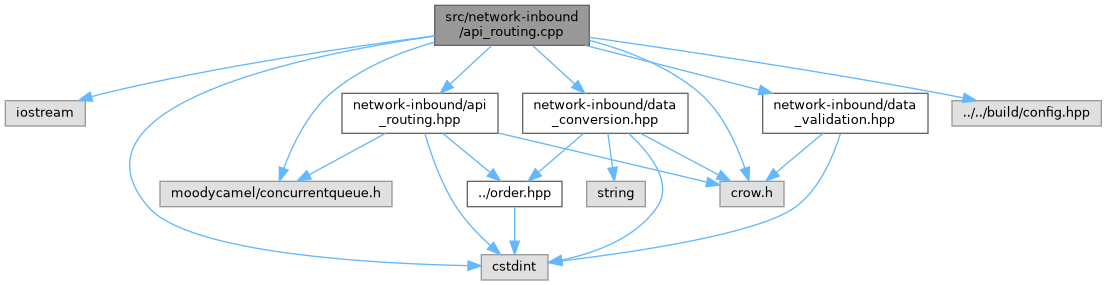 src/network-inbound
/api_routing.cpp
iostream
network-inbound/api
_routing.hpp
network-inbound/data
_conversion.hpp
network-inbound/data
_validation.hpp
../../build/config.hpp
moodycamel/concurrentqueue.h
../order.hpp
string
crow.h
cstdint